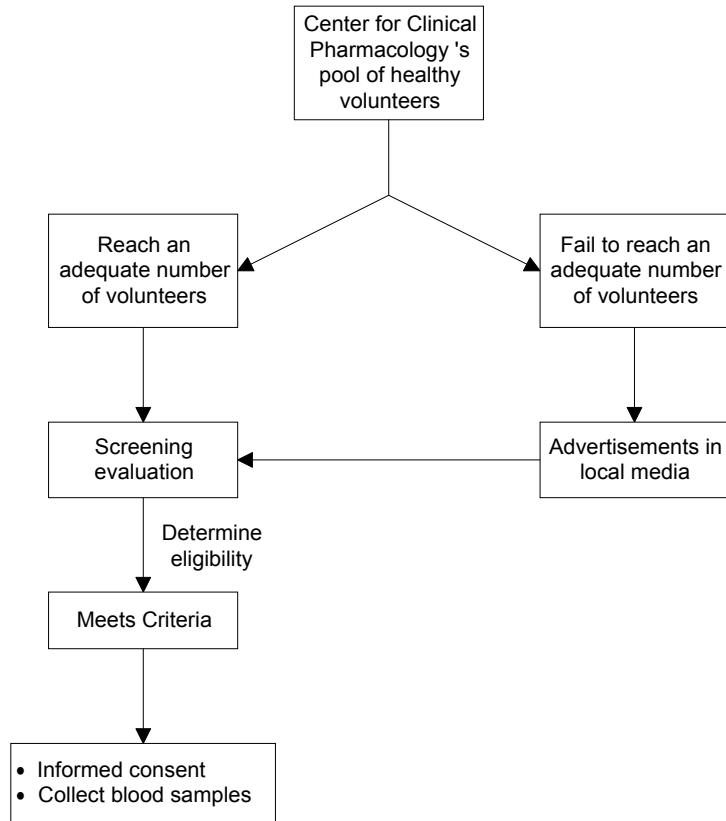 Center for Clinical
Pharmacology 's
pool of healthy
volunteers
Reach an
adequate number
of volunteers
Fail to reach an
adequate number
of volunteers
Screening
evaluation
Advertisements in
local media
Determine
eligibility
Meets Criteria
• Informed consent
• Collect blood samples